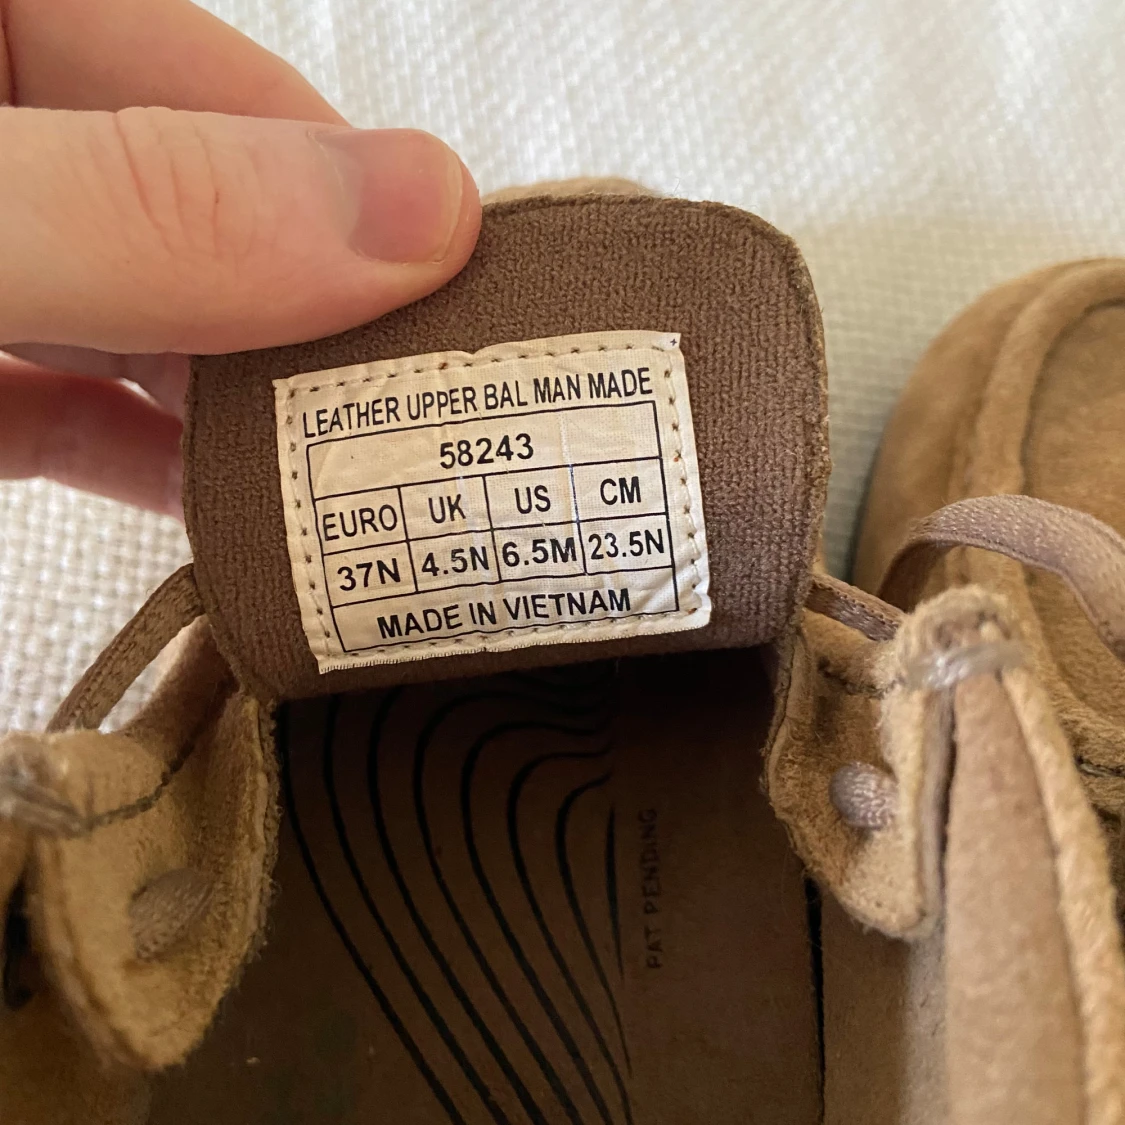 LEATHER UPPER BAL MAN MADE
58243
EURO UK US CM
37N 4.5N 6.5M 23.5N
MADE IN VIETNAM
PAT PENDING